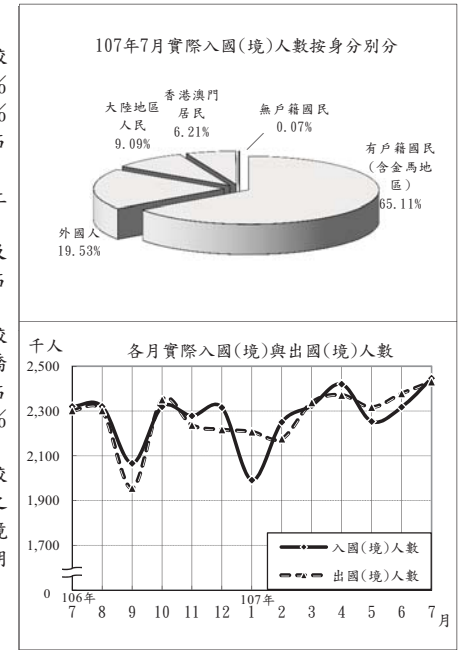 107年7月實際入國(境)人數按身分別分
香港澳門
居民
6.21%
無戶籍國民
0.07%
大陸地區
人民
9.09%
有戶籍國民
(含金馬地
區)
65.11%
外國人
19.53%
千人
各月實際入國(境)與出國(境)人數
2,500
2,300
2,100
1,900
1,700
0
入國(境)人數
出國(境)人數
106年 107年
7 8 9 10 11 12 1 2 3 4 5 6 7 月